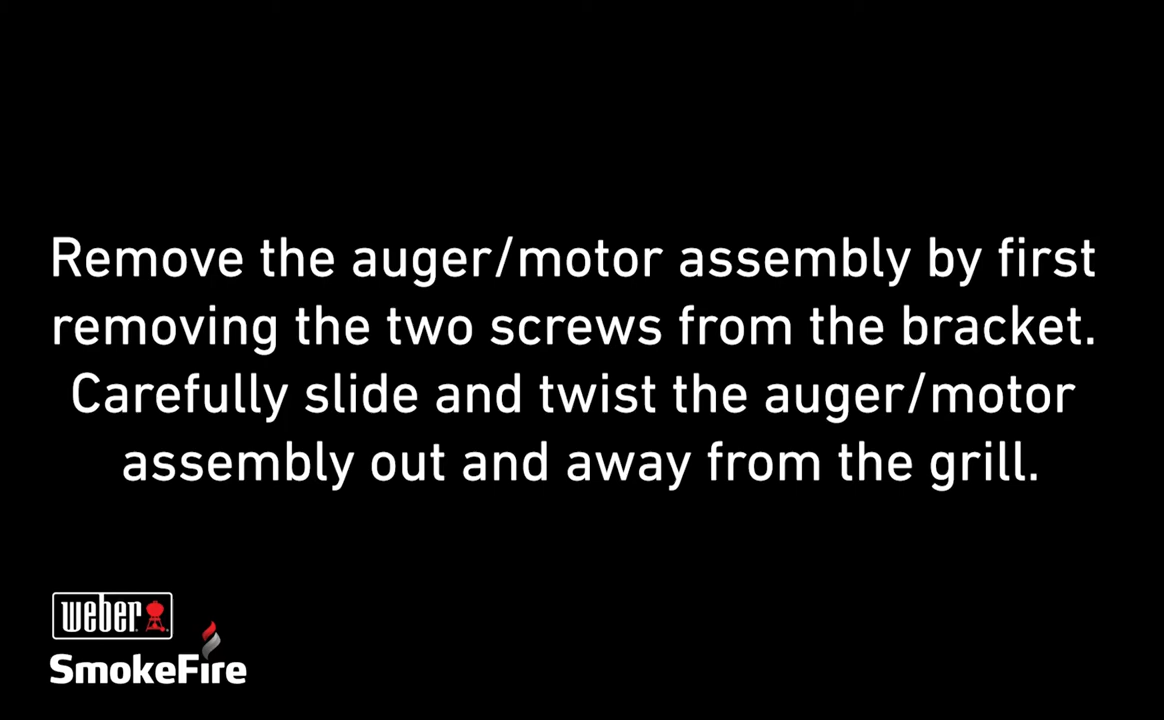 Remove the auger/motor assembly by first
removing the two screws from the bracket.
Carefully slide and twist the auger/motor
assembly out and away from the grill.
weber
SmokeFire